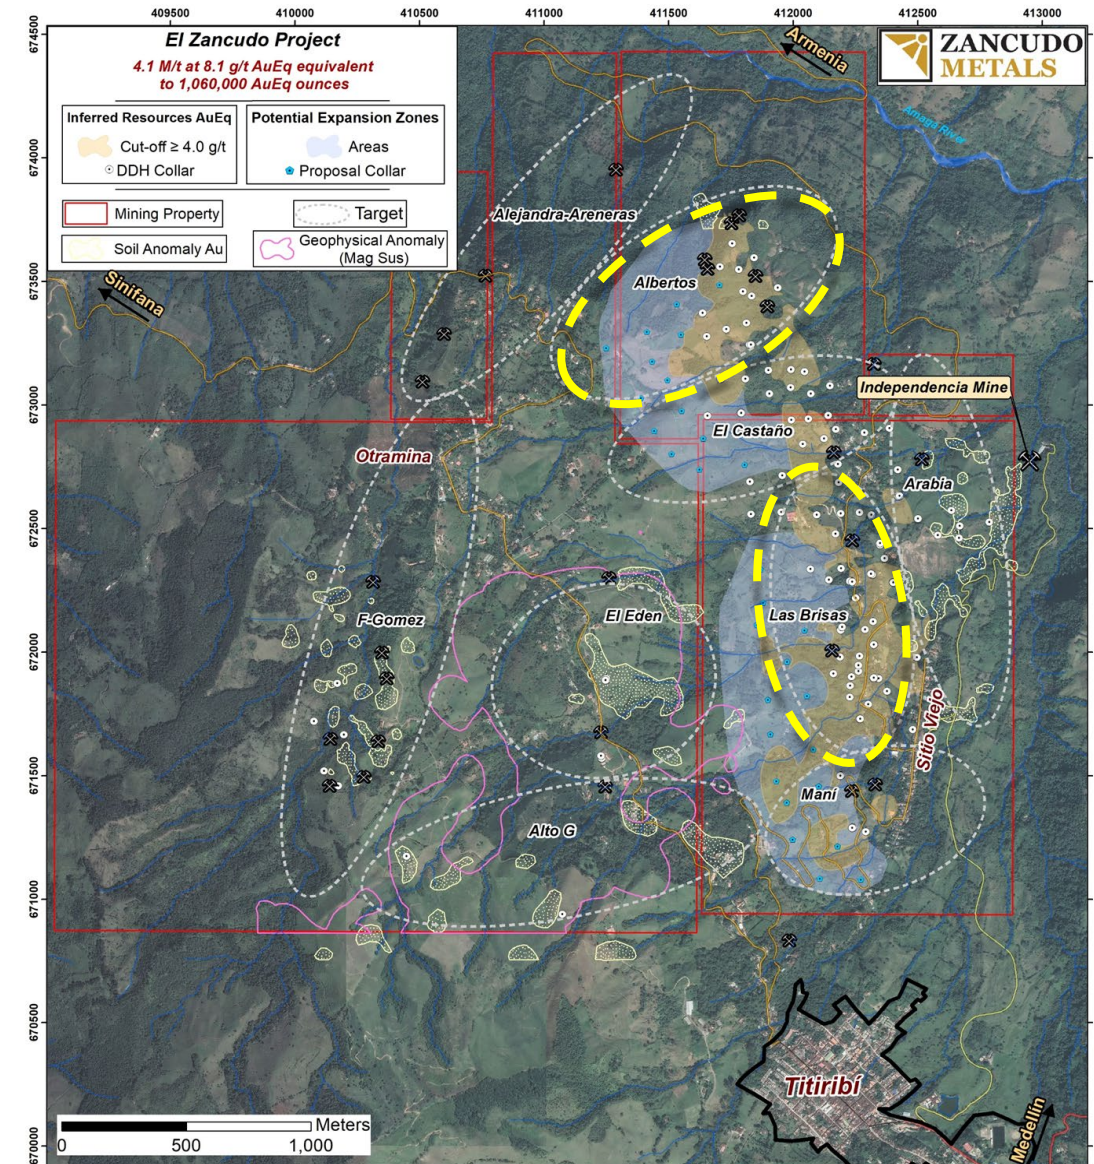 409500 410000 410500 411000 411500 412000 412500 413000
674500
674000
673500
673000
672500
672000
671500
671000
670500
670000
El Zancudo Project
4.1 M/t at 8.1 g/t AuEq equivalent
to 1,060,000 AuEq ounces
Inferred Resources AuEq
Cut-off ≥ 4.0 g/t
DDH Collar
Potential Expansion Zones
Areas
Proposal Collar
Mining Property
Target
Soil Anomaly Au
Geophysical Anomaly
(Mag Sus)
ZANCUDO
METALS
Armenia
Amaga River
Alejandra-Areneras
Sinifana
Albertos
Independencia Mine
El Castaño
Otramina
Arabia
F-Gomez
El Eden
Las Brisas
Sitio Viejo
Maní
Alto G
Titiribí
Medellín
Meters
0 500 1,000